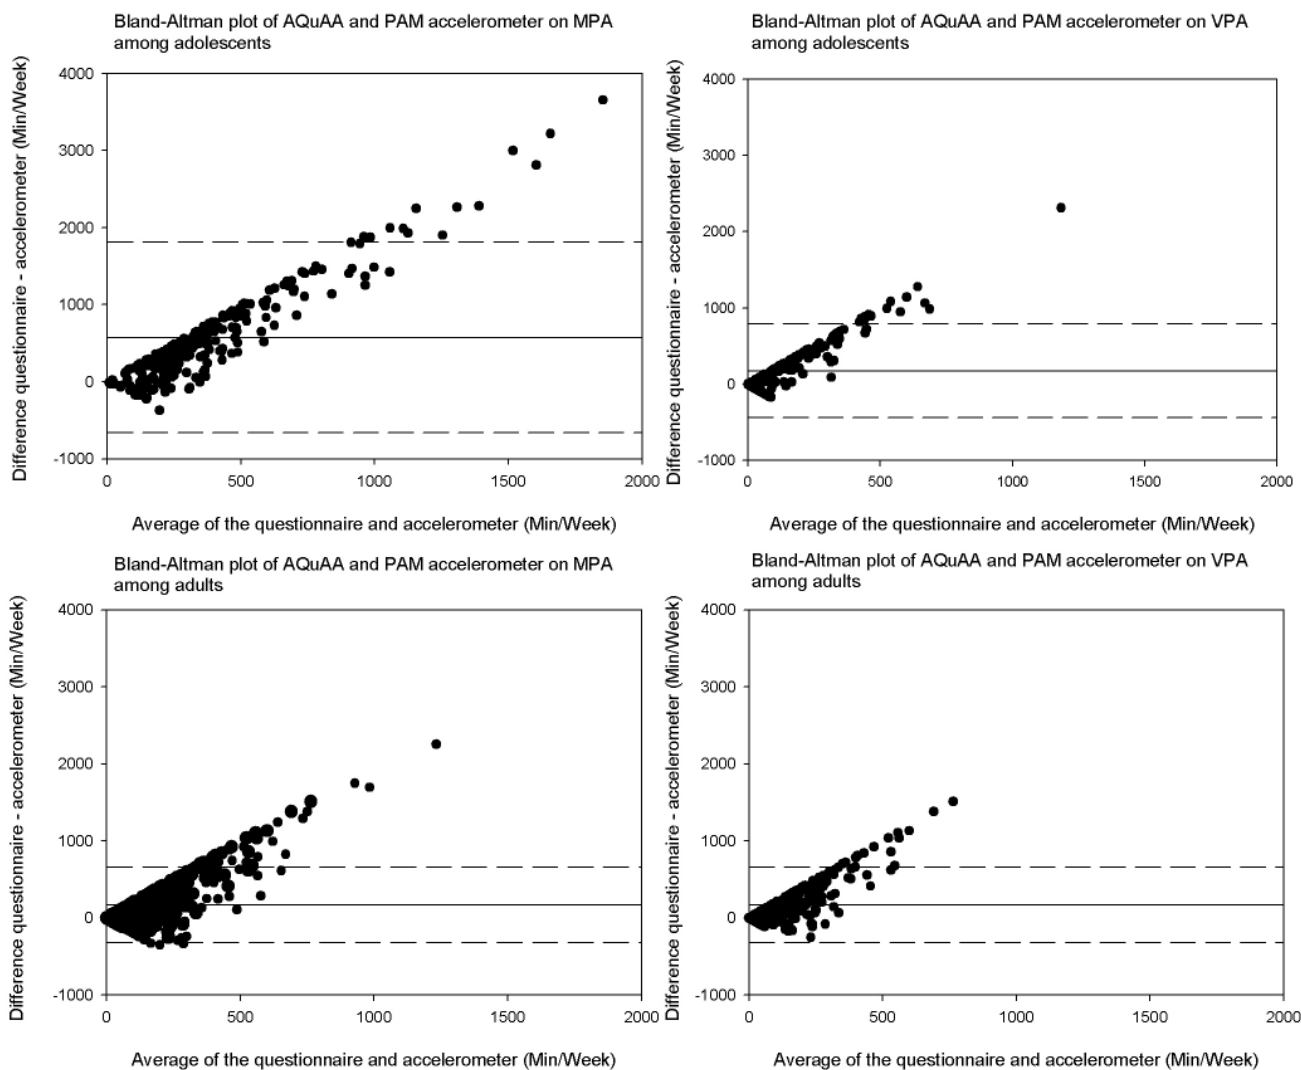 Bland-Altman plot of AQuAA and PAM accelerometer on MPA
among adolescents
Difference questionnaire - accelerometer (Min/Week)
4000
3000
2000
1000
0
-1000
0
500
1000
1500
2000
Average of the questionnaire and accelerometer (Min/Week)
Bland-Altman plot of AQuAA and PAM accelerometer on VPA
among adolescents
Difference questionnaire - accelerometer (Min/Week)
4000
3000
2000
1000
0
-1000
0
500
1000
1500
2000
Average of the questionnaire and accelerometer (Min/Week)
Bland-Altman plot of AQuAA and PAM accelerometer on MPA
among adults
Difference questionnaire - accelerometer (Min/Week)
4000
3000
2000
1000
0
-1000
0
500
1000
1500
2000
Average of the questionnaire and accelerometer (Min/Week)
Bland-Altman plot of AQuAA and PAM accelerometer on VPA
among adults
Difference questionnaire - accelerometer (Min/Week)
4000
3000
2000
1000
0
-1000
0
500
1000
1500
2000
Average of the questionnaire and accelerometer (Min/Week)